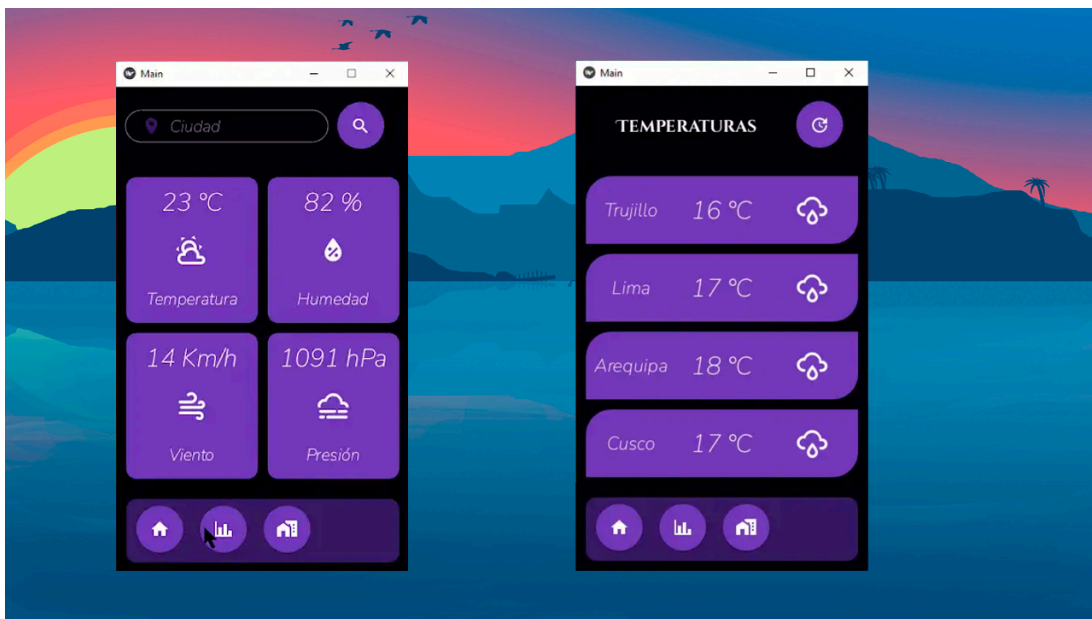 Main
Ciudad
23 °C
82 %
Temperatura
Humedad
14 Km/h
1091 hPa
Viento
Presión
Main
TEMPERATURAS
Trujillo 16 °C
Lima 17 °C
Arequipa 18 °C
Cusco 17 °C